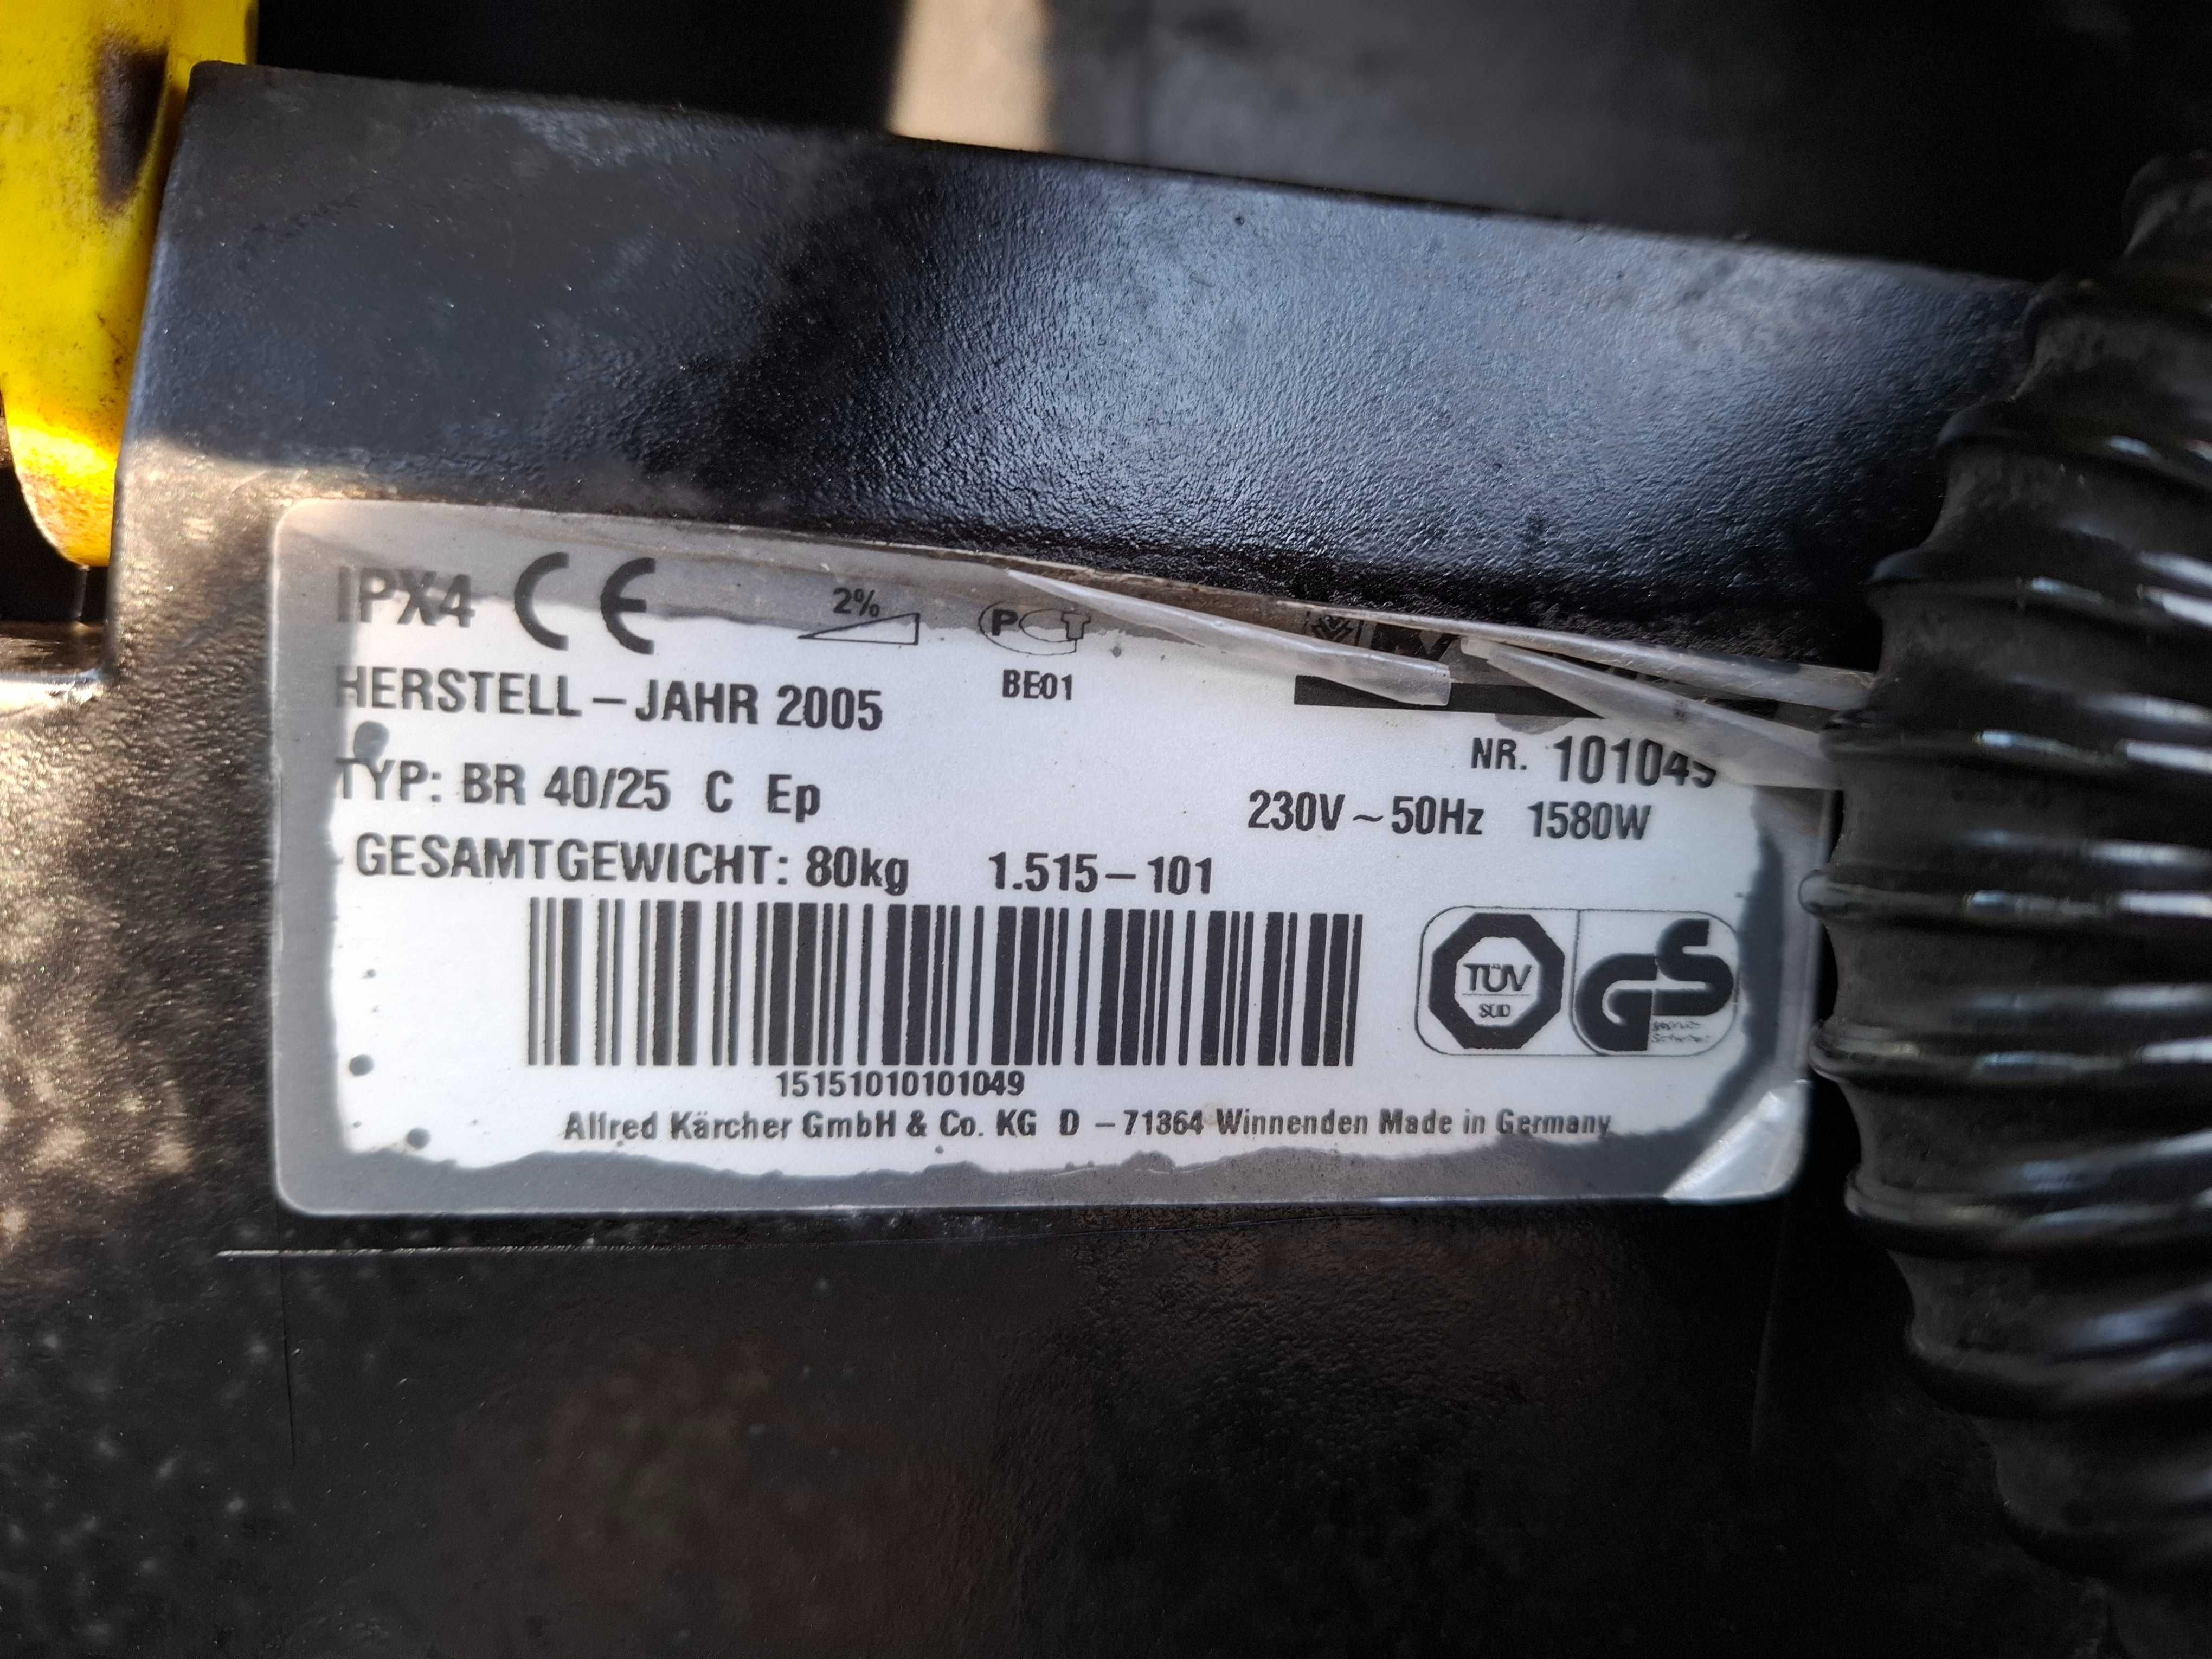 IPX4 CE 2% PCT
BE01
HERSTELL – JAHR 2005
NR. 101049
TYP: BR 40/25 C Ep
230V ~ 50Hz 1580W
GESAMTGEWICHT: 80kg 1.515 – 101
TÜV
SÜD
GS
15151010101049
Alfred Kärcher GmbH & Co. KG D – 71364 Winnenden Made in Germany